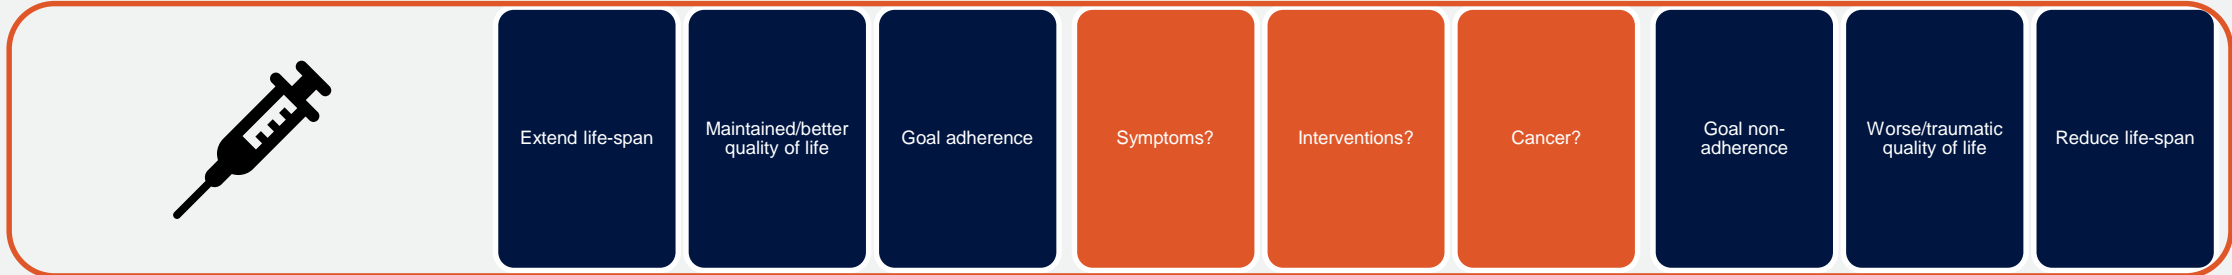 Extend life-span
Maintained/better
quality of life
Goal adherence
Symptoms?
Interventions?
Cancer?
Goal non-
adherence
Worse/traumatic
quality of life
Reduce life-span